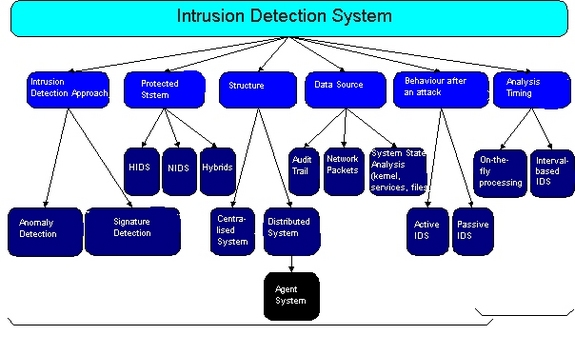 Intrusion Detection System
Intrusion
Detection Approach
Protected
Ststem
Structure
Data Source
Behaviour after
an attack
Analysis
Timing
HIDS
NIDS
Hybrids
Audit
Trail
Network
Packets
System State
Analysis
(kernel,
services, files
On-the-
fly
processing
Interval-
based
IDS
Anomaly
Detection
Signature
Detection
Centra-
lised
System
Distributed
System
Active
IDS
Passive
IDS
Agent
System